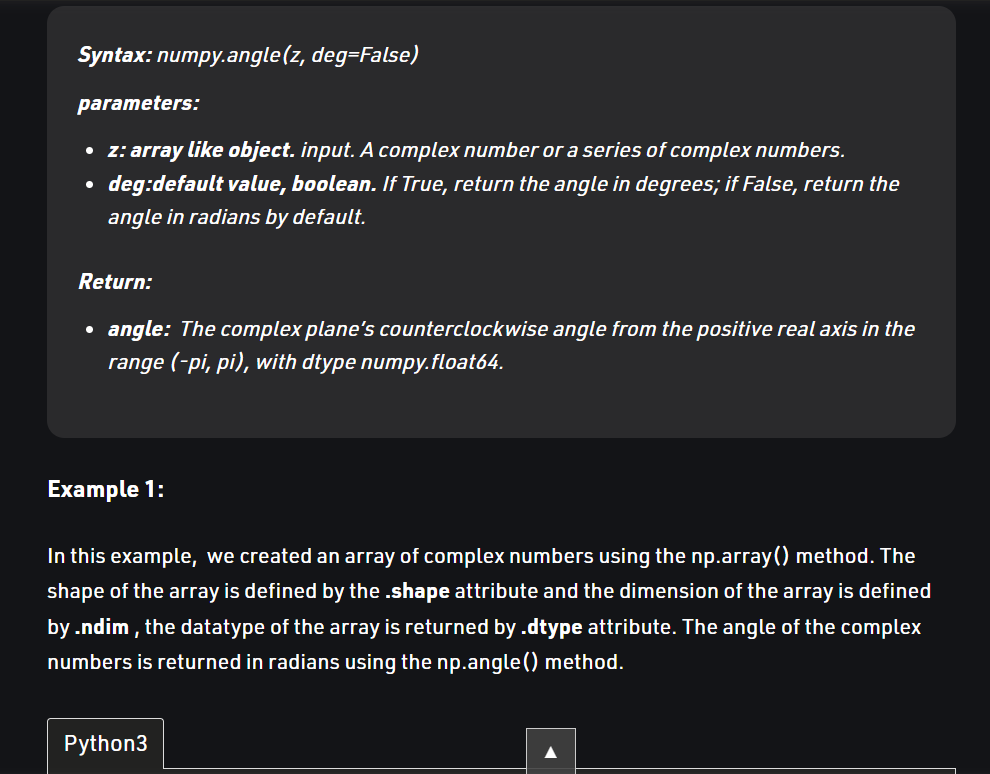 Syntax: numpy.angle(z, deg=False)
parameters:
• z: array like object. input. A complex number or a series of complex numbers.
• deg:default value, boolean. If True, return the angle in degrees; if False, return the
angle in radians by default.
Return:
• angle:  The complex plane’s counterclockwise angle from the positive real axis in the
range (-pi, pi), with dtype numpy.float64.
Example 1:
In this example,  we created an array of complex numbers using the np.array() method. The
shape of the array is defined by the .shape attribute and the dimension of the array is defined
by .ndim , the datatype of the array is returned by .dtype attribute. The angle of the complex
numbers is returned in radians using the np.angle() method.
Python3
▲